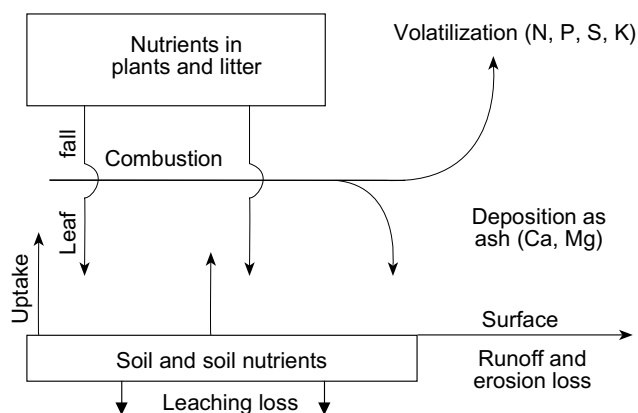 Nutrients in
plants and litter
Volatilization (N, P, S, K)
fall
Combustion
Leaf
Deposition as
ash (Ca, Mg)
Uptake
Surface
Soil and soil nutrients
Runoff and
erosion loss
Leaching loss